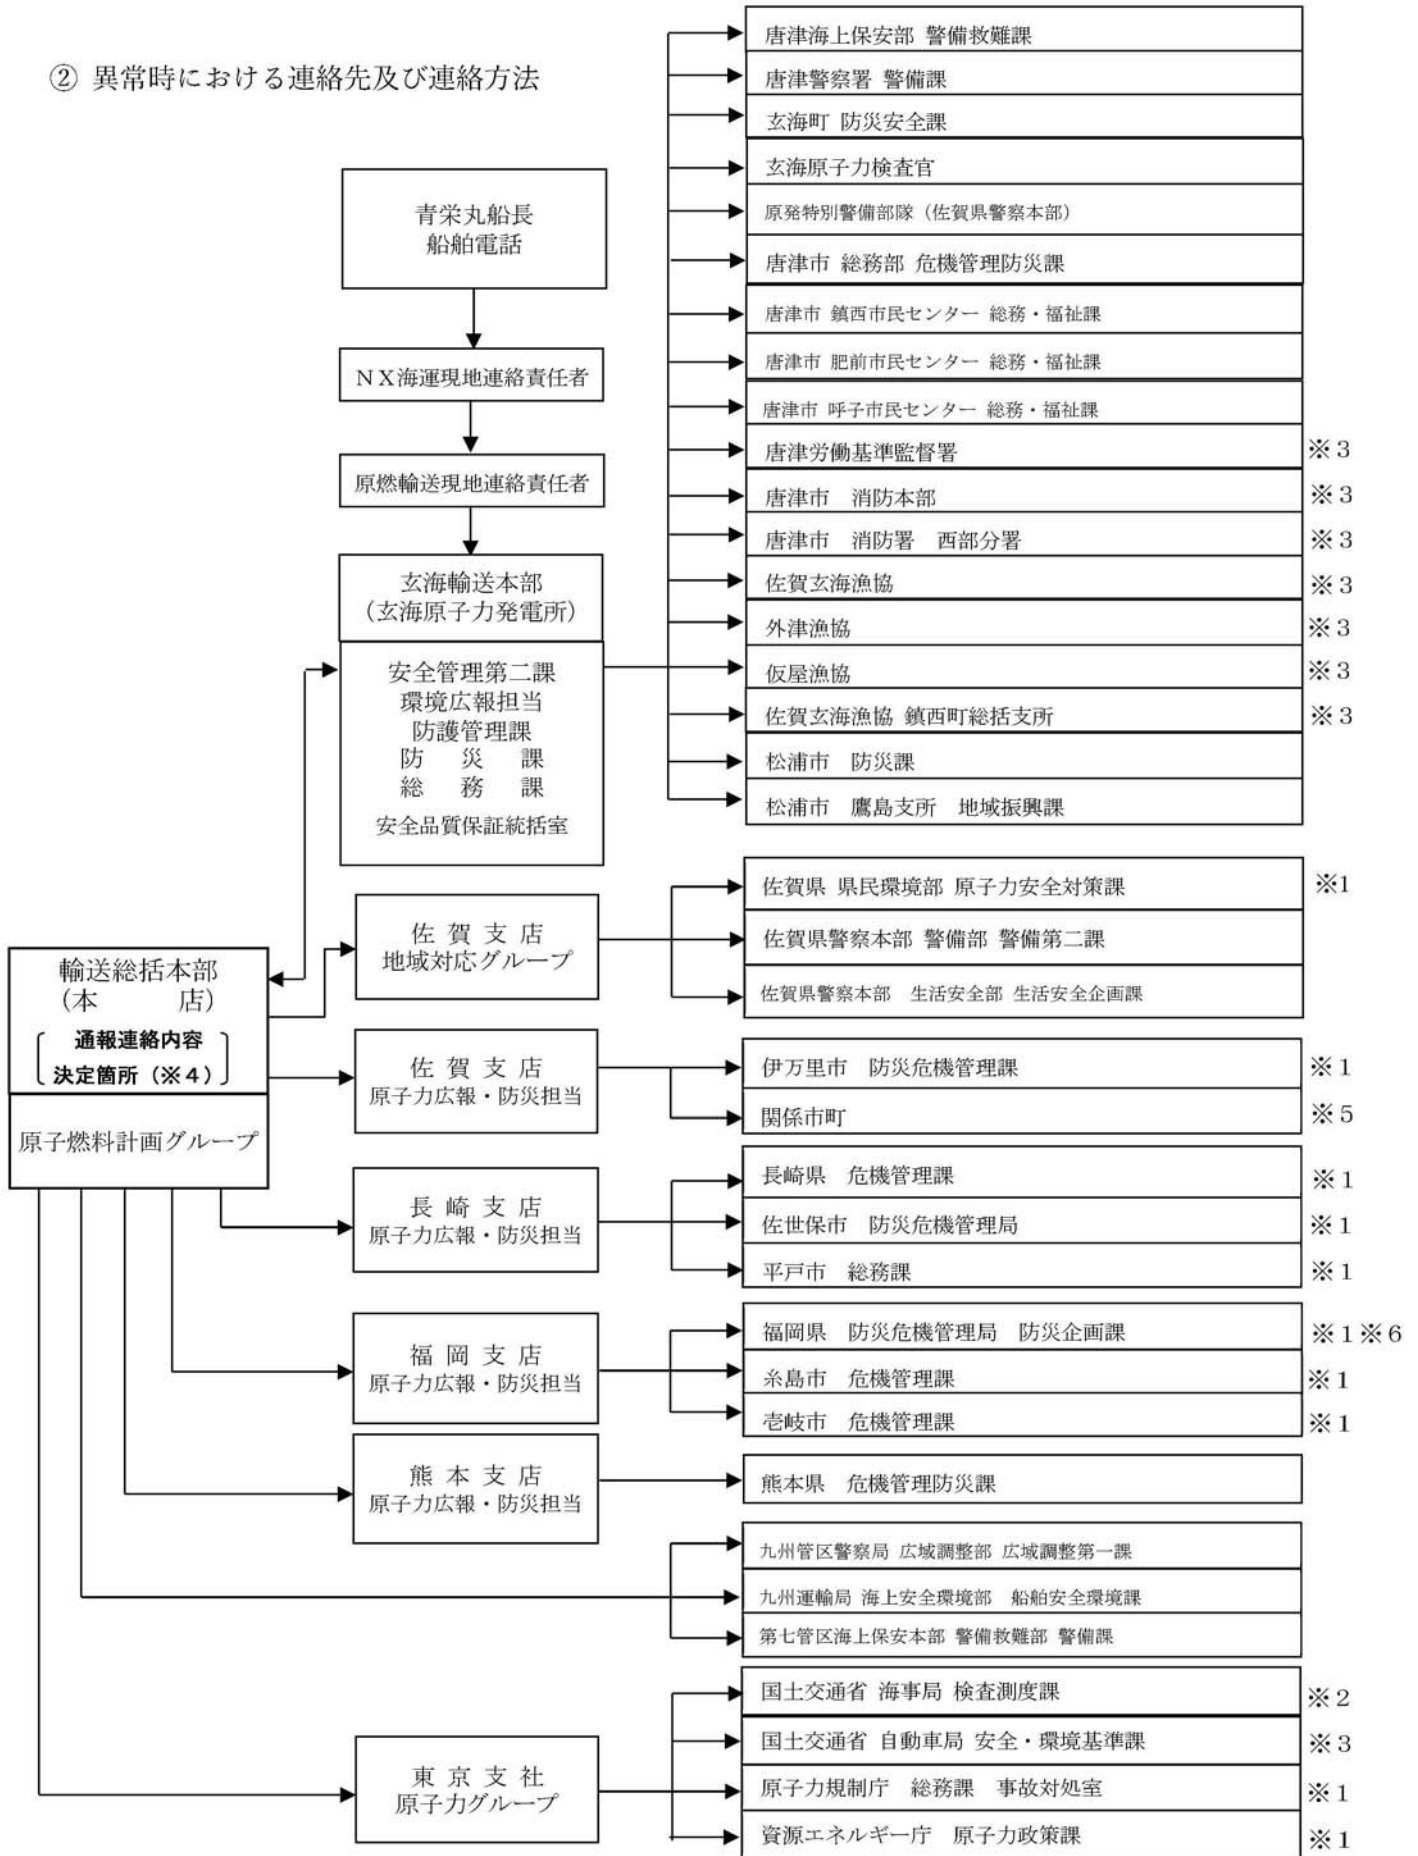 ② 異常時における連絡先及び連絡方法
青栄丸船長
船舶電話
ＮＸ海運現地連絡責任者
原燃輸送現地連絡責任者
玄海輸送本部
（玄海原子力発電所）
安全管理第二課
環境広報担当
防護管理課
防　災　課
総　務　課
安全品質保証統括室
唐津海上保安部 警備救難課
唐津警察署 警備課
玄海町 防災安全課
玄海原子力検査官
原発特別警備部隊（佐賀県警察本部）
唐津市 総務部 危機管理防災課
唐津市 鎮西市民センター 総務・福祉課
唐津市 肥前市民センター 総務・福祉課
唐津市 呼子市民センター 総務・福祉課
唐津労働基準監督署 ※３
唐津市　消防本部 ※３
唐津市　消防署　西部分署 ※３
佐賀玄海漁協 ※３
外津漁協 ※３
仮屋漁協 ※３
佐賀玄海漁協 鎮西町総括支所 ※３
松浦市　防災課
松浦市　鷹島支所　地域振興課
輸送総括本部
（本　　　店）
通報連絡内容
決定箇所（※４）
原子燃料計画グループ
佐 賀 支 店
地域対応グループ
佐賀県 県民環境部 原子力安全対策課 ※1
佐賀県警察本部 警備部 警備第二課
佐賀県警察本部　生活安全部 生活安全企画課
佐 賀 支 店
原子力広報・防災担当
伊万里市　防災危機管理課 ※１
関係市町 ※５
長 崎 支 店
原子力広報・防災担当
長崎県　危機管理課 ※１
佐世保市　防災危機管理局 ※１
平戸市　総務課 ※１
福 岡 支 店
原子力広報・防災担当
福岡県　防災危機管理局　防災企画課 ※１※６
糸島市　危機管理課 ※１
壱岐市　危機管理課 ※１
熊 本 支 店
原子力広報・防災担当
熊本県　危機管理防災課
九州管区警察局 広域調整部 広域調整第一課
九州運輸局 海上安全環境部　船舶安全環境課
第七管区海上保安本部 警備救難部 警備課
東 京 支 社
原子力グループ
国土交通省 海事局 検査測度課 ※２
国土交通省 自動車局 安全・環境基準課 ※３
原子力規制庁　総務課　事故対処室 ※１
資源エネルギー庁　原子力政策課 ※１